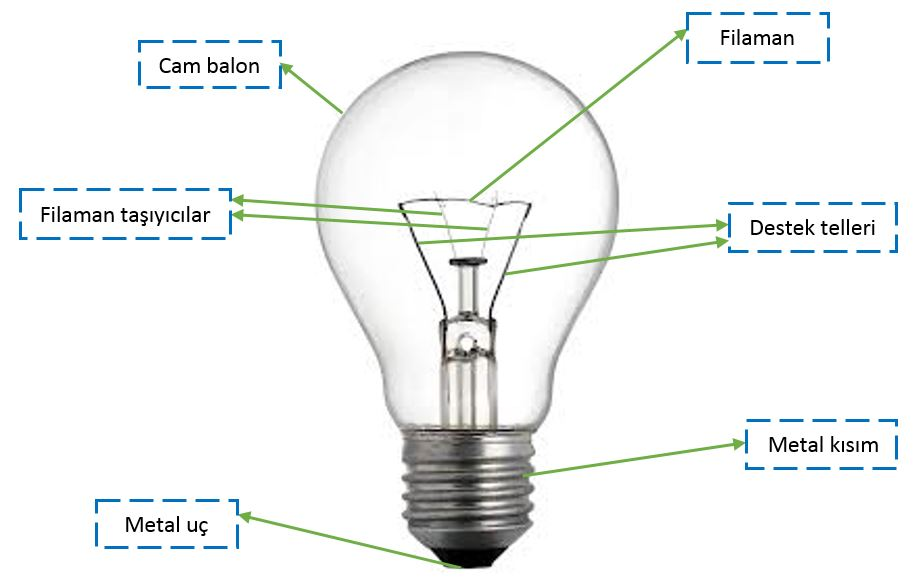 Filaman
Cam balon
Filaman taşıyıcılar
Destek telleri
Metal kısım
Metal uç